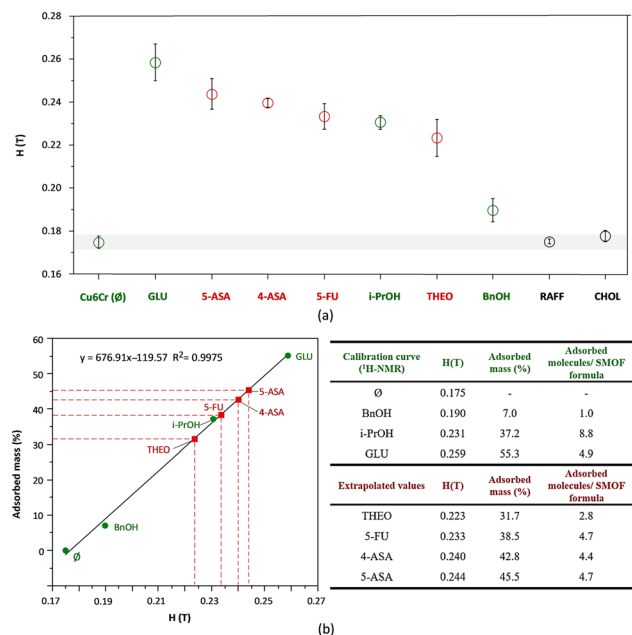 0.28
0.26
0.24
0.22
0.20
0.18
0.16
H (T)
Cu6Cr (Ø) GLU 5-ASA 4-ASA 5-FU i-PrOH THEO BnOH RAFF CHOL
(a)
60
50
40
30
20
10
0
Adsorbed mass (%)
y = 676.91x–119.57 R²= 0.9975
GLU
5-ASA
5-FU
4-ASA
i-PrOH
THEO
BnOH
Ø
0.17 0.19 0.21 0.23 0.25 0.27
H (T)
Calibration curve (¹H-NMR) H(T) Adsorbed mass (%) Adsorbed molecules/ SMOF formula
Ø 0.175 - -
BnOH 0.190 7.0 1.0
i-PrOH 0.231 37.2 8.8
GLU 0.259 55.3 4.9
Extrapolated values H(T) Adsorbed mass (%) Adsorbed molecules/ SMOF formula
THEO 0.223 31.7 2.8
5-FU 0.233 38.5 4.7
4-ASA 0.240 42.8 4.4
5-ASA 0.244 45.5 4.7
(b)